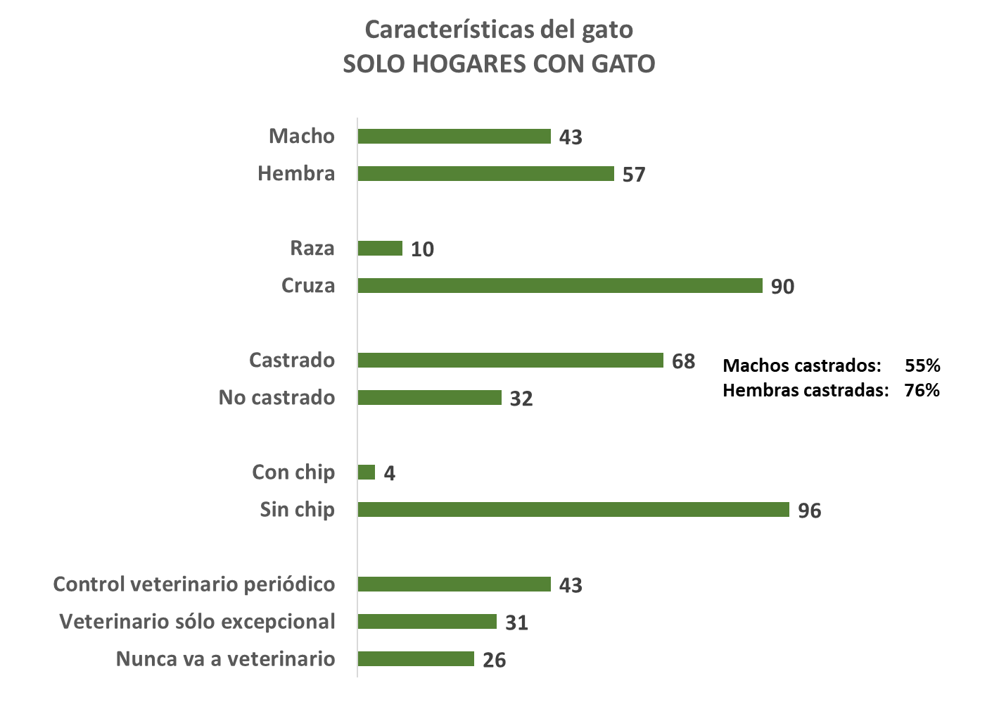 Características del gato
SOLO HOGARES CON GATO
Macho 43
Hembra 57
Raza 10
Cruza 90
Castrado 68
No castrado 32
Machos castrados: 55%
Hembras castradas: 76%
Con chip 4
Sin chip 96
Control veterinario periódico 43
Veterinario sólo excepcional 31
Nunca va a veterinario 26